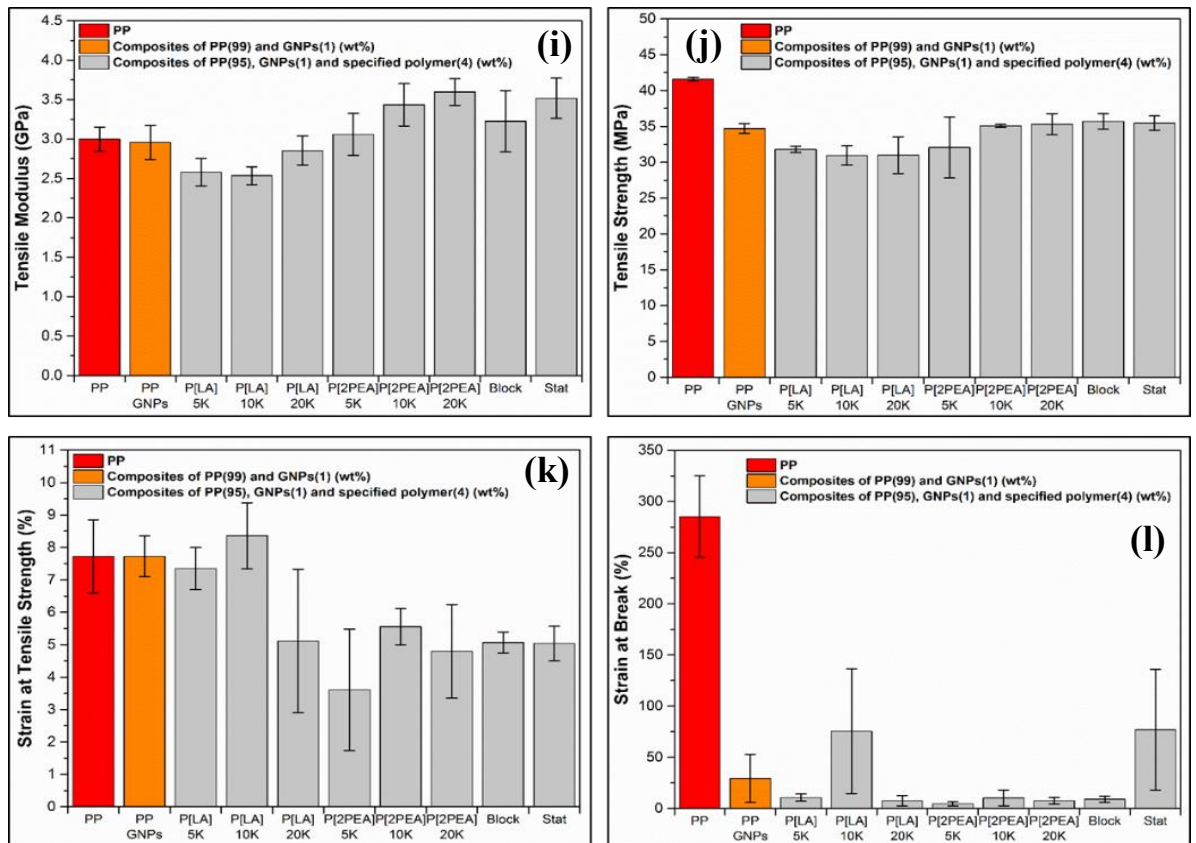 (i)
PP
Composites of PP(99) and GNPs(1) (wt%)
Composites of PP(95), GNPs(1) and specified polymer(4) (wt%)
Tensile Modulus (GPa)
4.5
4.0
3.5
3.0
2.5
2.0
1.5
1.0
0.5
0.0
PP PP P[LA] P[LA] P[LA] P[2PEA] P[2PEA] P[2PEA] Block Stat
GNPs 5K 10K 20K 5K 10K 20K
(j)
PP
Composites of PP(99) and GNPs(1) (wt%)
Composites of PP(95), GNPs(1) and specified polymer(4) (wt%)
Tensile Strength (MPa)
50
45
40
35
30
25
20
15
10
5
0
PP PP P[LA] P[LA] P[LA] P[2PEA] P[2PEA] P[2PEA] Block Stat
GNPs 5K 10K 20K 5K 10K 20K
(k)
PP
Composites of PP(99) and GNPs(1) (wt%)
Composites of PP(95), GNPs(1) and specified polymer(4) (wt%)
Strain at Tensile Strength (%)
11
10
9
8
7
6
5
4
3
2
1
0
PP PP P[LA] P[LA] P[LA] P[2PEA] P[2PEA] P[2PEA] Block Stat
GNPs 5K 10K 20K 5K 10K 20K
(l)
PP
Composites of PP(99) and GNPs(1) (wt%)
Composites of PP(95), GNPs(1) and specified polymer(4) (wt%)
Strain at Break (%)
350
300
250
200
150
100
50
0
PP PP P[LA] P[LA] P[LA] P[2PEA] P[2PEA] P[2PEA] Block Stat
GNPs 5K 10K 20K 5K 10K 20K